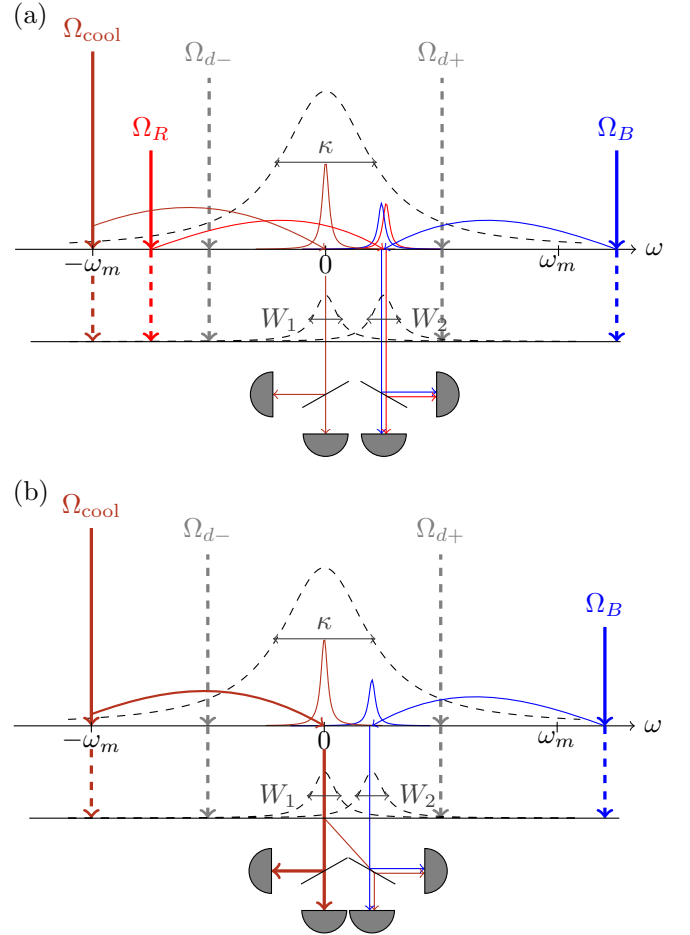 (a)
Ω_cool
Ω_{d−} Ω_{d+}
Ω_R Ω_B
κ
−ω_m 0 ω_m ω
W_1 W_2
(b)
Ω_cool
Ω_{d−} Ω_{d+}
Ω_B
κ
−ω_m 0 ω_m ω
W_1 W_2